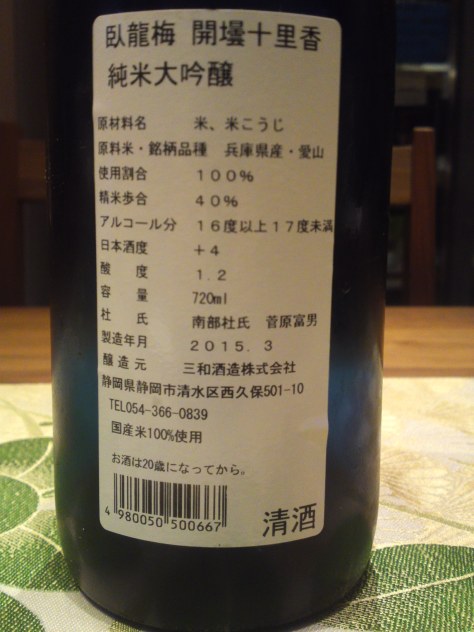 臥龍梅 開壜十里香
純米大吟醸
原材料名 米、米こうじ
原料米・銘柄品種 兵庫県産・愛山
使用割合 100%
精米歩合 40%
アルコール分 16度以上17度未満
日本酒度 +4
酸度 1.2
容量 720ml
杜氏 南部杜氏 菅原富男
製造年月 2015.3
醸造元 三和酒造株式会社
静岡県静岡市清水区西久保501-10
TEL054-366-0839
国産米100%使用
お酒は20歳になってから。
4 980050 500667
清酒